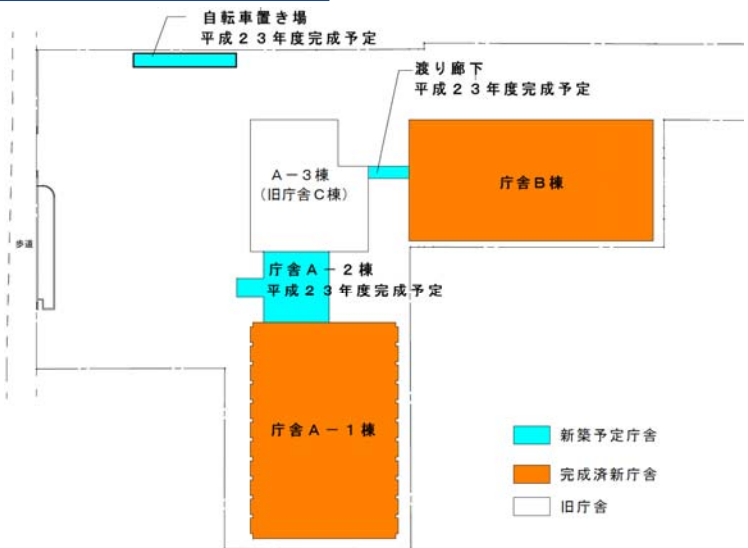 自転車置き場
平成２３年度完成予定
渡り廊下
平成２３年度完成予定
A－３棟
(旧庁舎C棟)
庁舎B棟
歩道
庁舎A－２棟
平成２３年度完成予定
庁舎A－１棟
新築予定庁舎
完成済新庁舎
旧庁舎